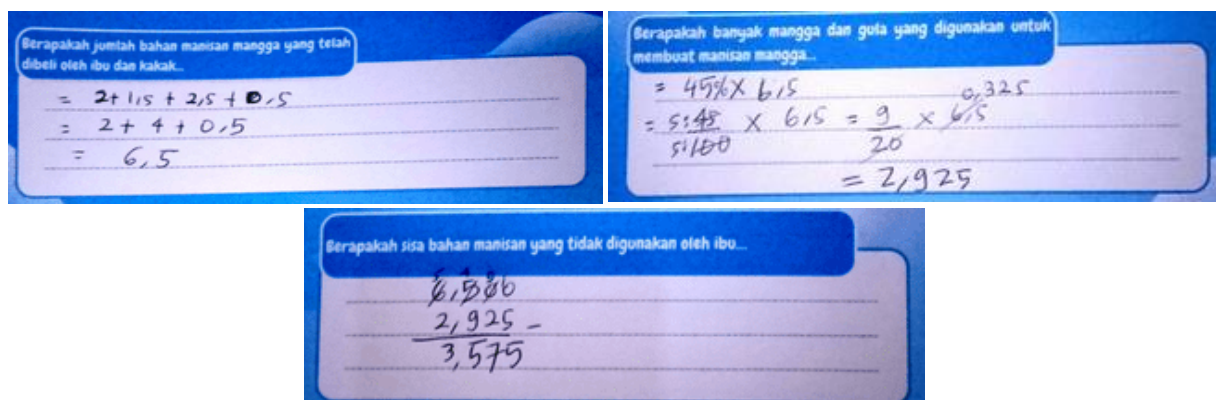 Berapakah jumlah bahan manisan mangga yang telah
dibeli oleh ibu dan kakak...
= 2+ 1,5 + 2,5 + 0,5
= 2 + 4 + 0,5
= 6,5
Berapakah banyak mangga dan gula yang digunakan untuk
membuat manisan mangga...
= 45% X 6,5
0,325
= 5:45 X 6,5 = 9 X 6,5
5:100 20
= 2,925
Berapakah sisa bahan manisan yang tidak digunakan oleh ibu...
6,500
2,925 -
3,575